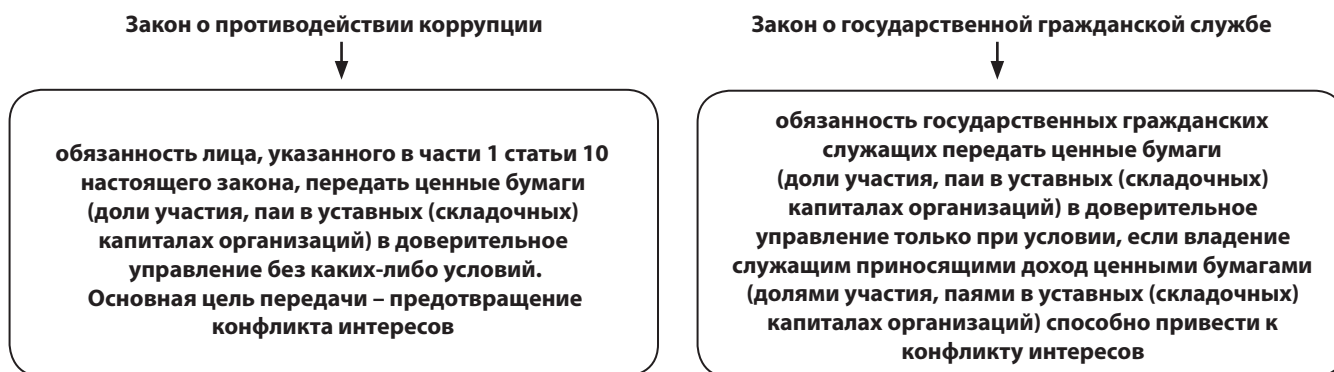 Закон о противодействии коррупции
обязанность лица, указанного в части 1 статьи 10
настоящего закона, передать ценные бумаги
(доли участия, паи в уставных (складочных)
капиталах организаций) в доверительное
управление без каких-либо условий.
Основная цель передачи – предотвращение
конфликта интересов
Закон о государственной гражданской службе
обязанность государственных гражданских
служащих передать ценные бумаги
(доли участия, паи в уставных (складочных)
капиталах организаций) в доверительное
управление только при условии, если владение
служащим приносящими доход ценными бумагами
(долями участия, паями в уставных (складочных)
капиталах организаций) способно привести к
конфликту интересов